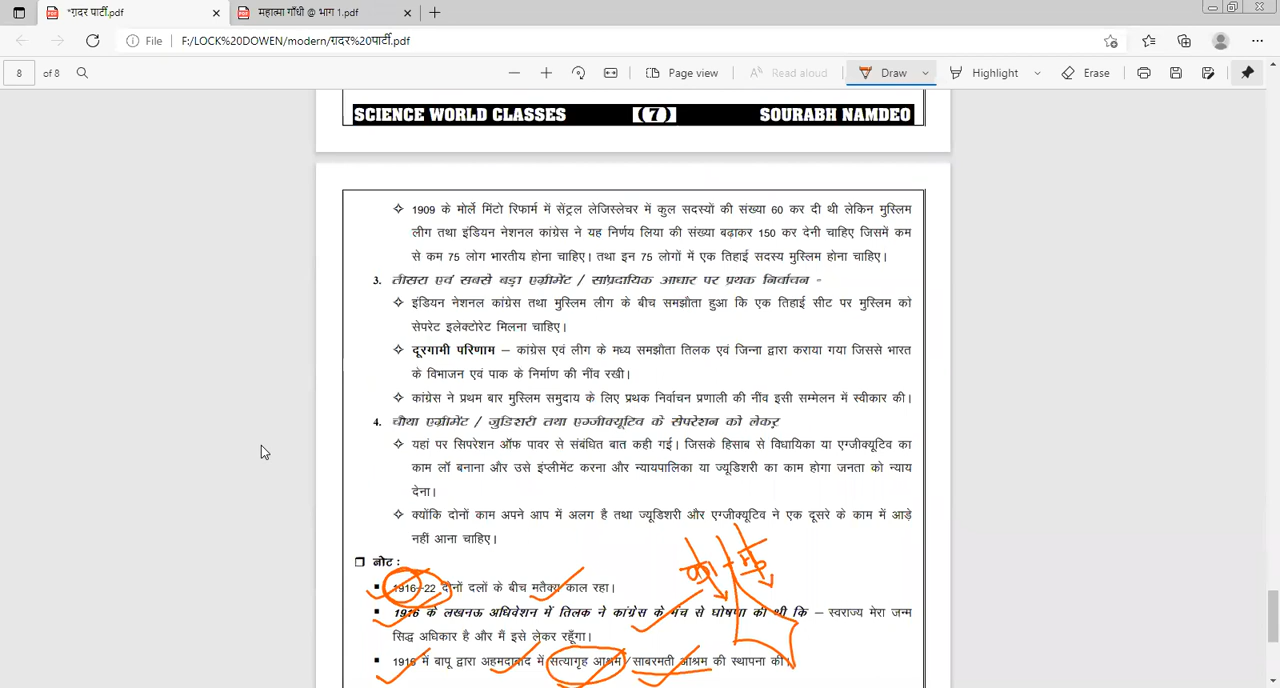 *ग़दर पार्टी.pdf
महात्मा गाँधी @ भाग 1.pdf
File F:/LOCK%20DOWEN/modern/ग़दर%20पार्टी.pdf
8 of 8
Page view
Read aloud
Draw
Highlight
Erase
SCIENCE WORLD CLASSES 【7】 SOURABH NAMDEO
✧ 1909 के मोर्ले मिंटो रिफार्म में सेंट्रल लेजिस्लेचर में कुल सदस्यों की संख्या 60 कर दी थी लेकिन मुस्लिम
लीग तथा इंडियन नेशनल कांग्रेस ने यह निर्णय लिया की संख्या बढ़ाकर 150 कर देनी चाहिए जिसमें कम
से कम 75 लोग भारतीय होना चाहिए। तथा इन 75 लोगों में एक तिहाई सदस्य मुस्लिम होना चाहिए।
3. तीसरा एवं सबसे बड़ा एग्रीमेंट / सांप्रदायिक आधार पर प्रथक निर्वाचन -
✧ इंडियन नेशनल कांग्रेस तथा मुस्लिम लीग के बीच समझौता हुआ कि एक तिहाई सीट पर मुस्लिम को
सेपरेट इलेक्टोरेट मिलना चाहिए।
✧ दूरगामी परिणाम – कांग्रेस एवं लीग के मध्य समझौता तिलक एवं जिन्ना द्वारा कराया गया जिससे भारत
के विभाजन एवं पाक के निर्माण की नींव रखी।
✧ कांग्रेस ने प्रथम बार मुस्लिम समुदाय के लिए प्रथक निर्वाचन प्रणाली की नींव इसी सम्मेलन में स्वीकार की।
4. चौथा एग्रीमेंट / जुडिशरी तथा एग्जीक्यूटिव के सेपरेशन को लेकर
✧ यहां पर सिपरेशन ऑफ पावर से संबंधित बात कही गई। जिसके हिसाब से विधायिका या एग्जीक्यूटिव का
काम लॉ बनाना और उसे इंप्लीमेंट करना और न्यायपालिका या ज्यूडिशरी का काम होगा जनता को न्याय
देना।
✧ क्योंकि दोनों काम अपने आप में अलग है तथा ज्यूडिशरी और एग्जीक्यूटिव ने एक दूसरे के काम में आड़े
नहीं आना चाहिए।
❒ नोट :
▪ 1916–22 दोनों दलों के बीच मतैक्य काल रहा।
▪ 1916 के लखनऊ अधिवेशन में तिलक ने कांग्रेस के मंच से घोषणा की थी कि – स्वराज्य मेरा जन्म
सिद्ध अधिकार है और मैं इसे लेकर रहूँगा।
▪ 1916 में बापू द्वारा अहमदाबाद में सत्यागृह आश्रम/साबरमती आश्रम की स्थापना की।